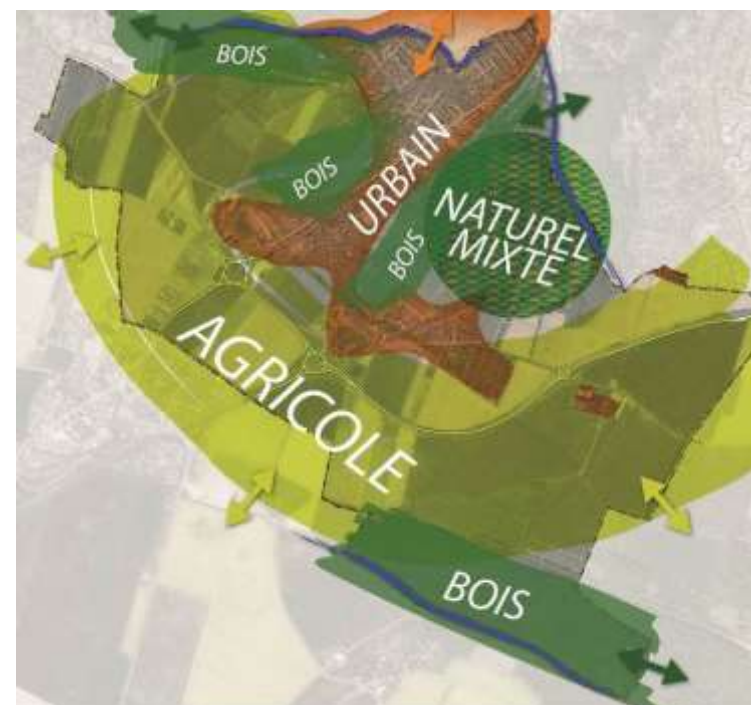 BOIS
URBAIN
BOIS
NATUREL
MIXTE
BOIS
AGRICOLE
BOIS